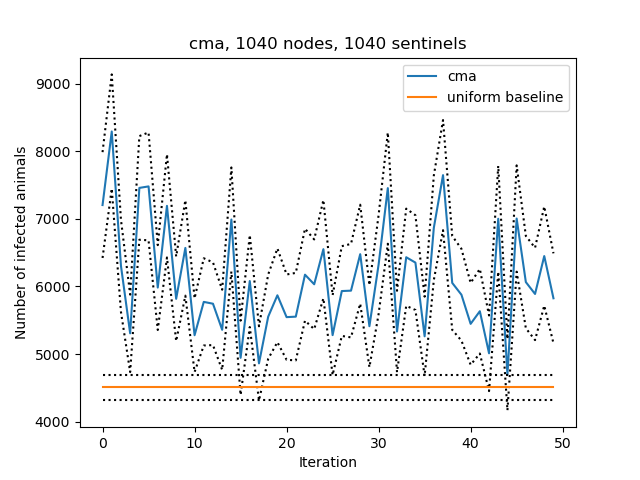 cma, 1040 nodes, 1040 sentinels
cma
uniform baseline
Number of infected animals
9000
8000
7000
6000
5000
4000
0 10 20 30 40 50
Iteration